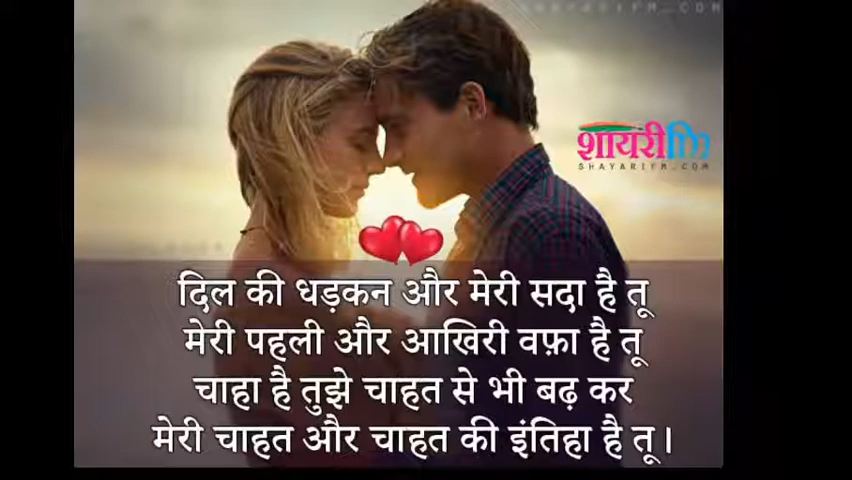 शायरीfm
SHAYARIFM.COM
दिल की धड़कन और मेरी सदा है तू
मेरी पहली और आखिरी वफ़ा है तू
चाहा है तुझे चाहत से भी बढ़ कर
मेरी चाहत और चाहत की इंतिहा है तू।